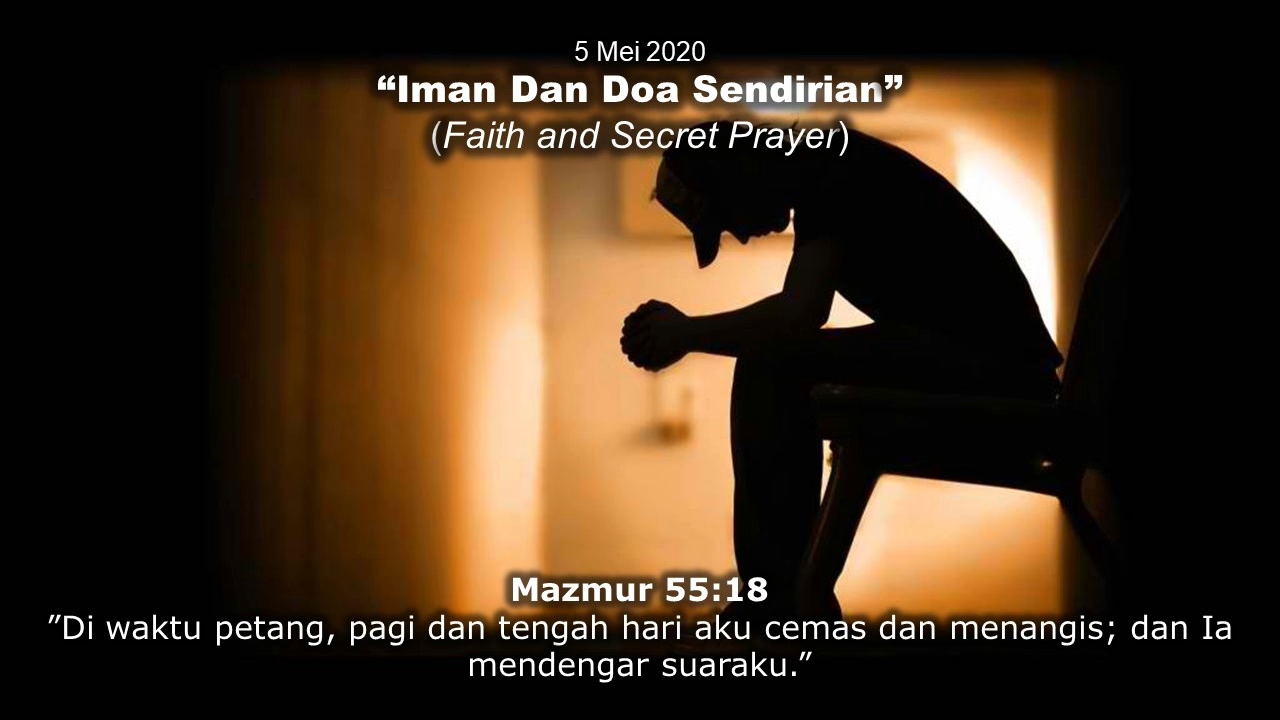 5 Mei 2020
“Iman Dan Doa Sendirian”
(Faith and Secret Prayer)
Mazmur 55:18
”Di waktu petang, pagi dan tengah hari aku cemas dan menangis; dan Ia
mendengar suaraku.”